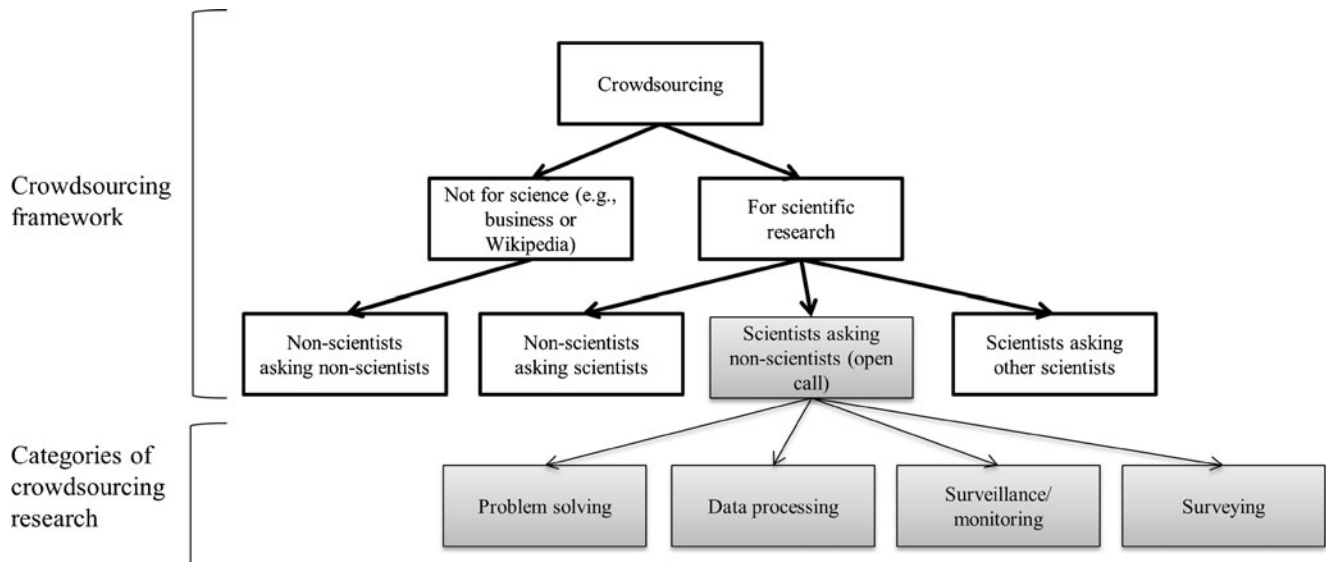 Crowdsourcing
Crowdsourcing
framework
Not for science (e.g.,
business or
Wikipedia)
For scientific
research
Non-scientists
asking non-scientists
Non-scientists
asking scientists
Scientists asking
non-scientists (open
call)
Scientists asking
other scientists
Categories of
crowdsourcing
research
Problem solving
Data processing
Surveillance/
monitoring
Surveying